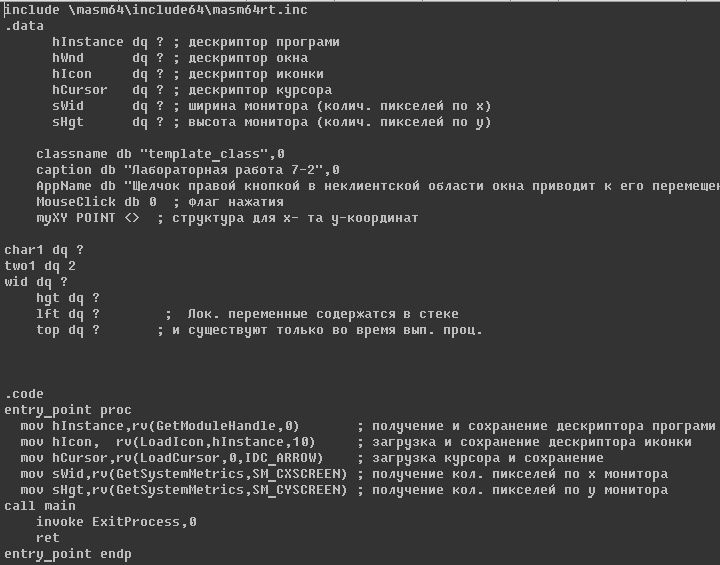 include \masm64\include64\masm64rt.inc
.data
hInstance dq ? ; дескриптор програми
hWnd dq ? ; дескриптор окна
hIcon dq ? ; дескриптор иконки
hCursor dq ? ; дескриптор курсора
sWid dq ? ; ширина монитора (колич. пикселей по x)
sHgt dq ? ; высота монитора (колич. пикселей по y)
classname db "template_class",0
caption db "Лабораторная работа 7-2",0
AppName db "Щелчок правой кнопкой в неклиентской области окна приводит к его перемещен
MouseClick db 0 ; флаг нажатия
myXY POINT <> ; структура для x- та y-координат
char1 dq ?
two1 dq 2
wid dq ?
hgt dq ?
lft dq ? ; Лок. переменные содержатся в стеке
top dq ? ; и существуют только во время вып. проц.
.code
entry_point proc
mov hInstance,rv(GetModuleHandle,0) ; получение и сохранение дескриптора програми
mov hIcon, rv(LoadIcon,hInstance,10) ; загрузка и сохранение дескриптора иконки
mov hCursor,rv(LoadCursor,0,IDC_ARROW) ; загрузка курсора и сохранение
mov sWid,rv(GetSystemMetrics,SM_CXSCREEN) ; получение кол. пикселей по x монитора
mov sHgt,rv(GetSystemMetrics,SM_CYSCREEN) ; получение кол. пикселей по y монитора
call main
invoke ExitProcess,0
ret
entry_point endp